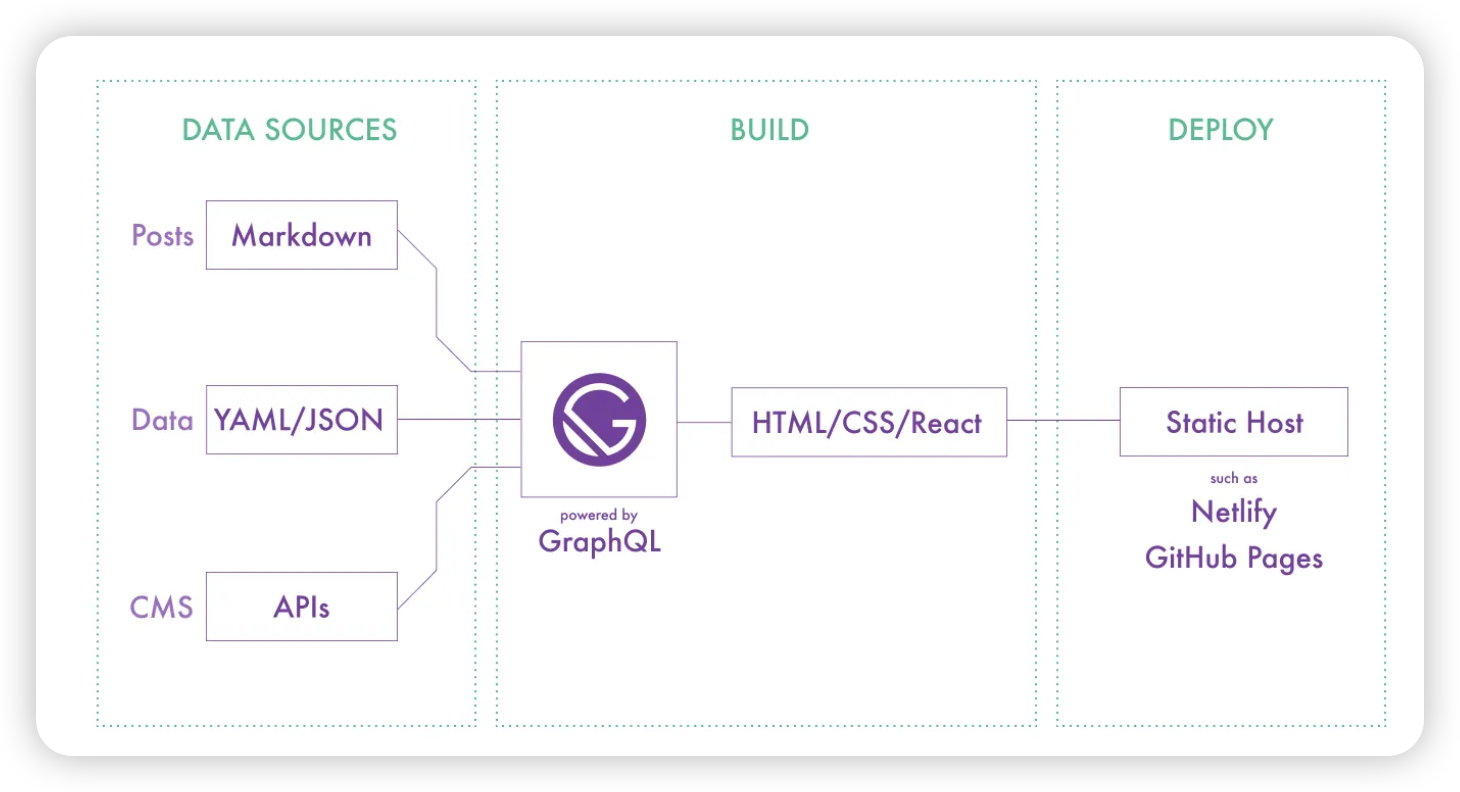 DATA SOURCES
BUILD
DEPLOY
Posts
Markdown
Data
YAML/JSON
CMS
APIs
powered by
GraphQL
HTML/CSS/React
Static Host
such as
Netlify
GitHub Pages